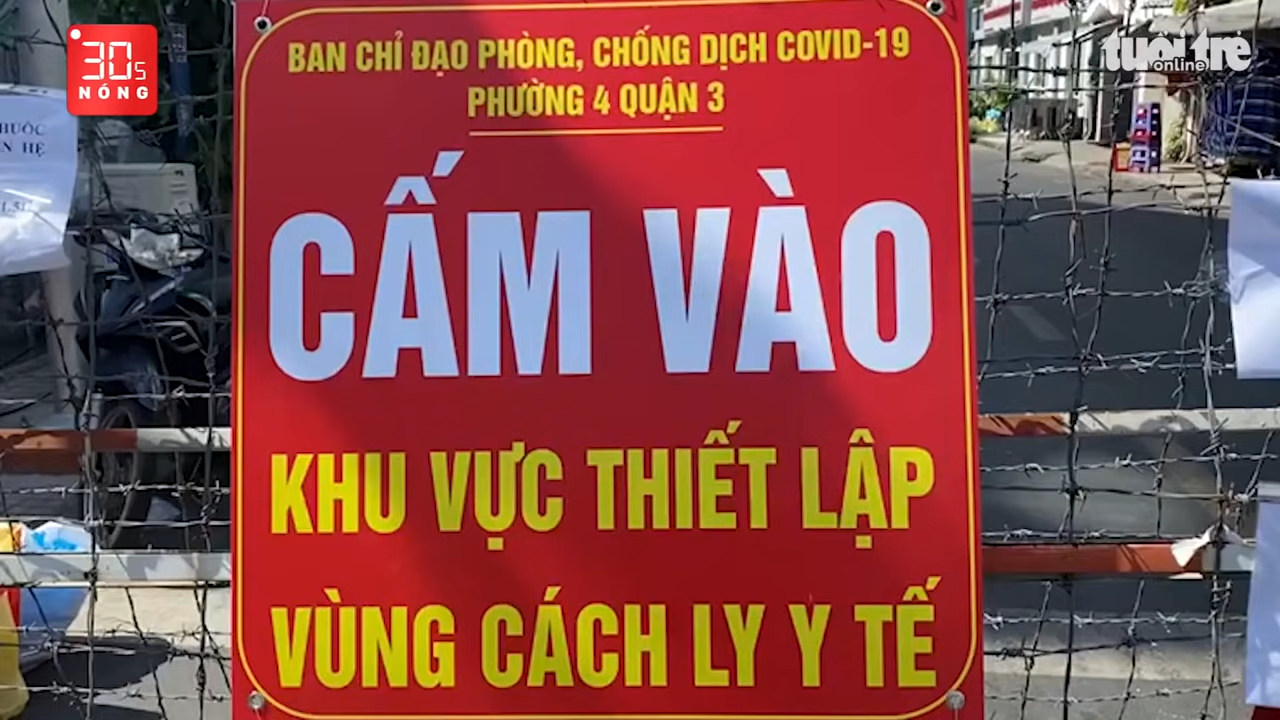 30s
NÓNG
tuổi trẻ
online
BAN CHỈ ĐẠO PHÒNG, CHỐNG DỊCH COVID-19
PHƯỜNG 4 QUẬN 3
CẤM VÀO
KHU VỰC THIẾT LẬP
VÙNG CÁCH LY Y TẾ